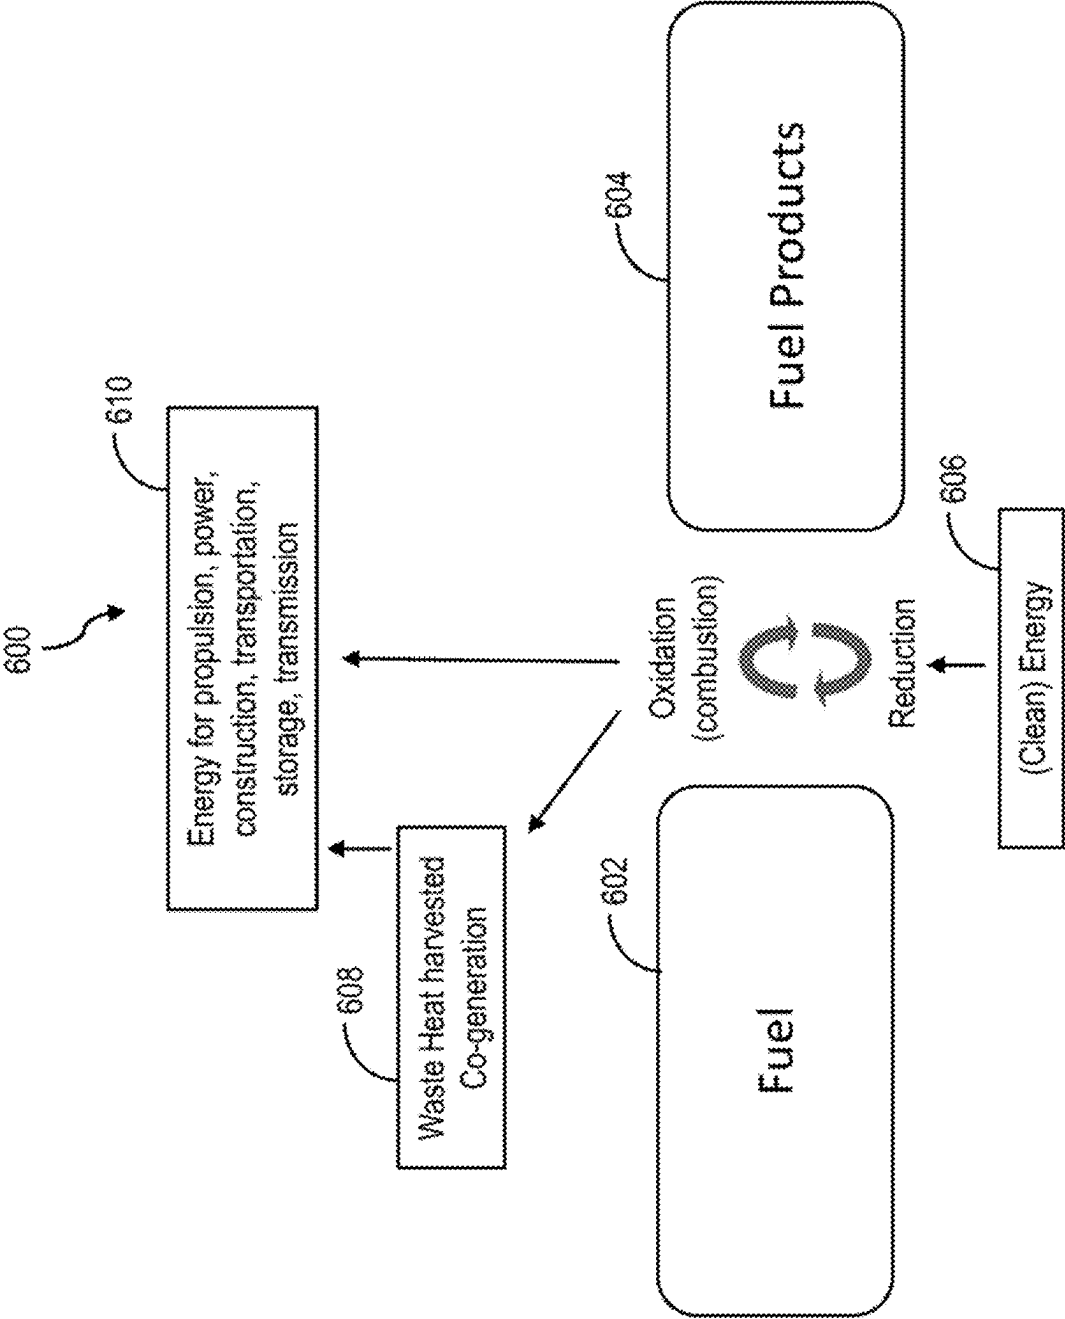 600
610
Energy for propulsion, power,
construction, transportation,
storage, transmission
608
Waste Heat harvested
Co-generation
602
Fuel
Oxidation
(combustion)
Reduction
604
Fuel Products
606
(Clean) Energy